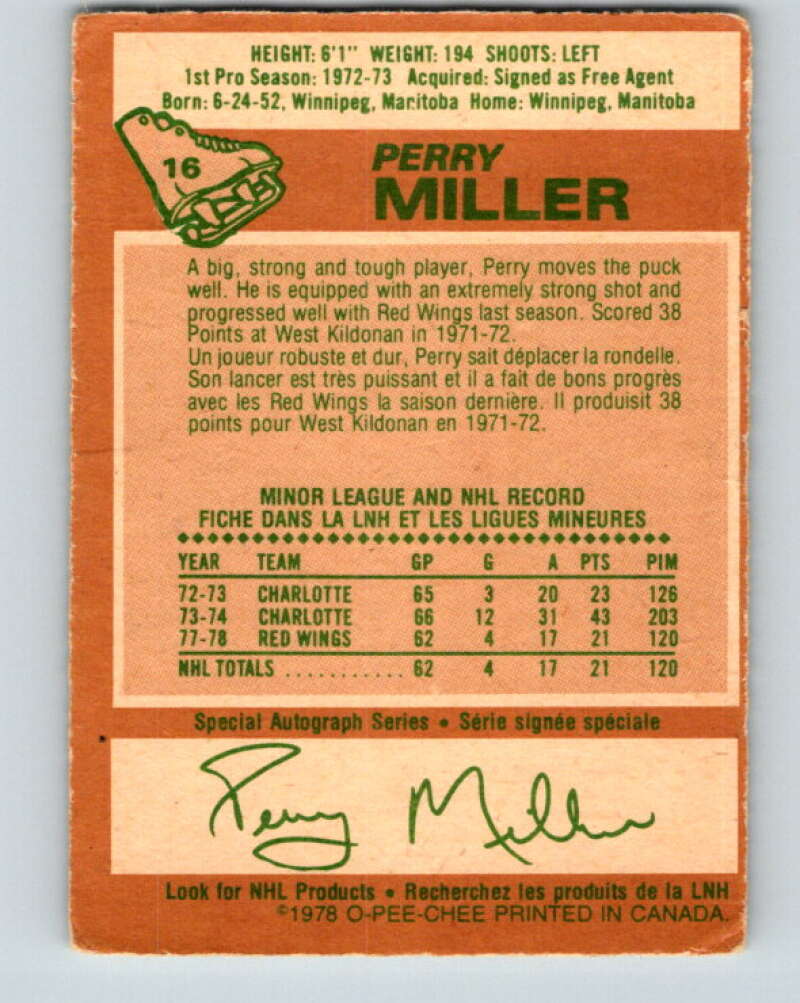 HEIGHT: 6'1" WEIGHT: 194 SHOOTS: LEFT
1st Pro Season: 1972-73 Acquired: Signed as Free Agent
Born: 6-24-52, Winnipeg, Manitoba Home: Winnipeg, Manitoba
16
PERRY
MILLER
A big, strong and tough player, Perry moves the puck
well. He is equipped with an extremely strong shot and
progressed well with Red Wings last season. Scored 38
Points at West Kildonan in 1971-72.
Un joueur robuste et dur, Perry sait déplacer la rondelle.
Son lancer est très puissant et il a fait de bons progrès
avec les Red Wings la saison dernière. Il produisit 38
points pour West Kildonan en 1971-72.
MINOR LEAGUE AND NHL RECORD
FICHE DANS LA LNH ET LES LIGUES MINEURES
YEAR TEAM GP G A PTS PIM
72-73 CHARLOTTE 65 3 20 23 126
73-74 CHARLOTTE 66 12 31 43 203
77-78 RED WINGS 62 4 17 21 120
NHL TOTALS ........... 62 4 17 21 120
Special Autograph Series • Série signée spéciale
Perry Miller
Look for NHL Products • Recherchez les produits de la LNH
©1978 O-PEE-CHEE PRINTED IN CANADA.